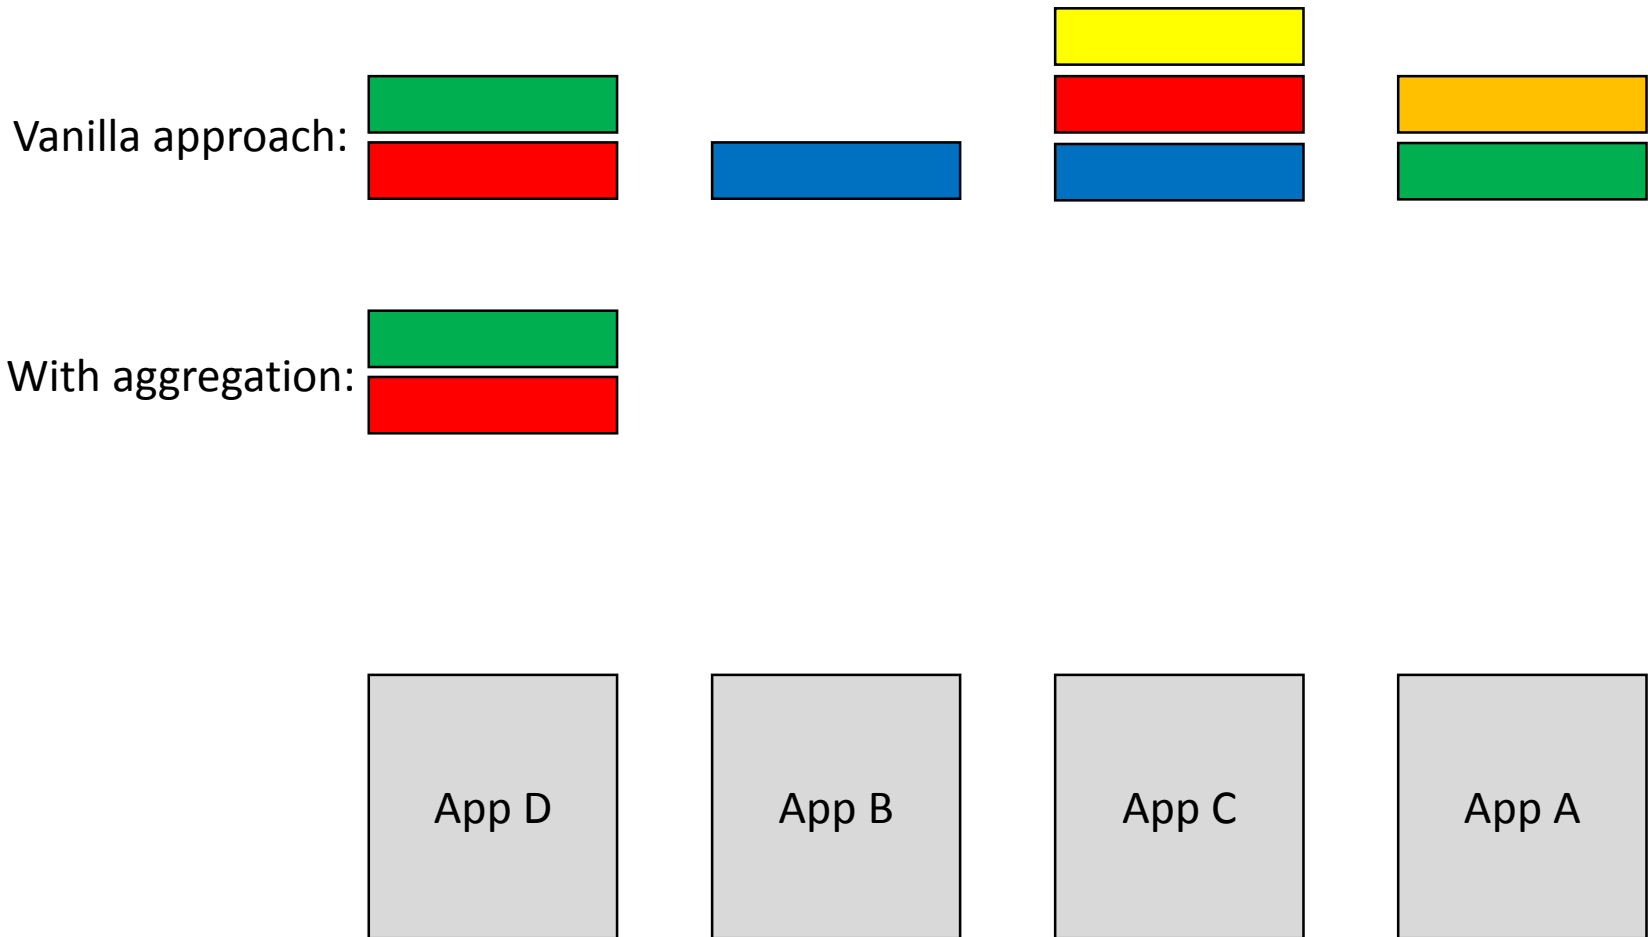 Vanilla approach:
With aggregation:
App D
App B
App C
App A